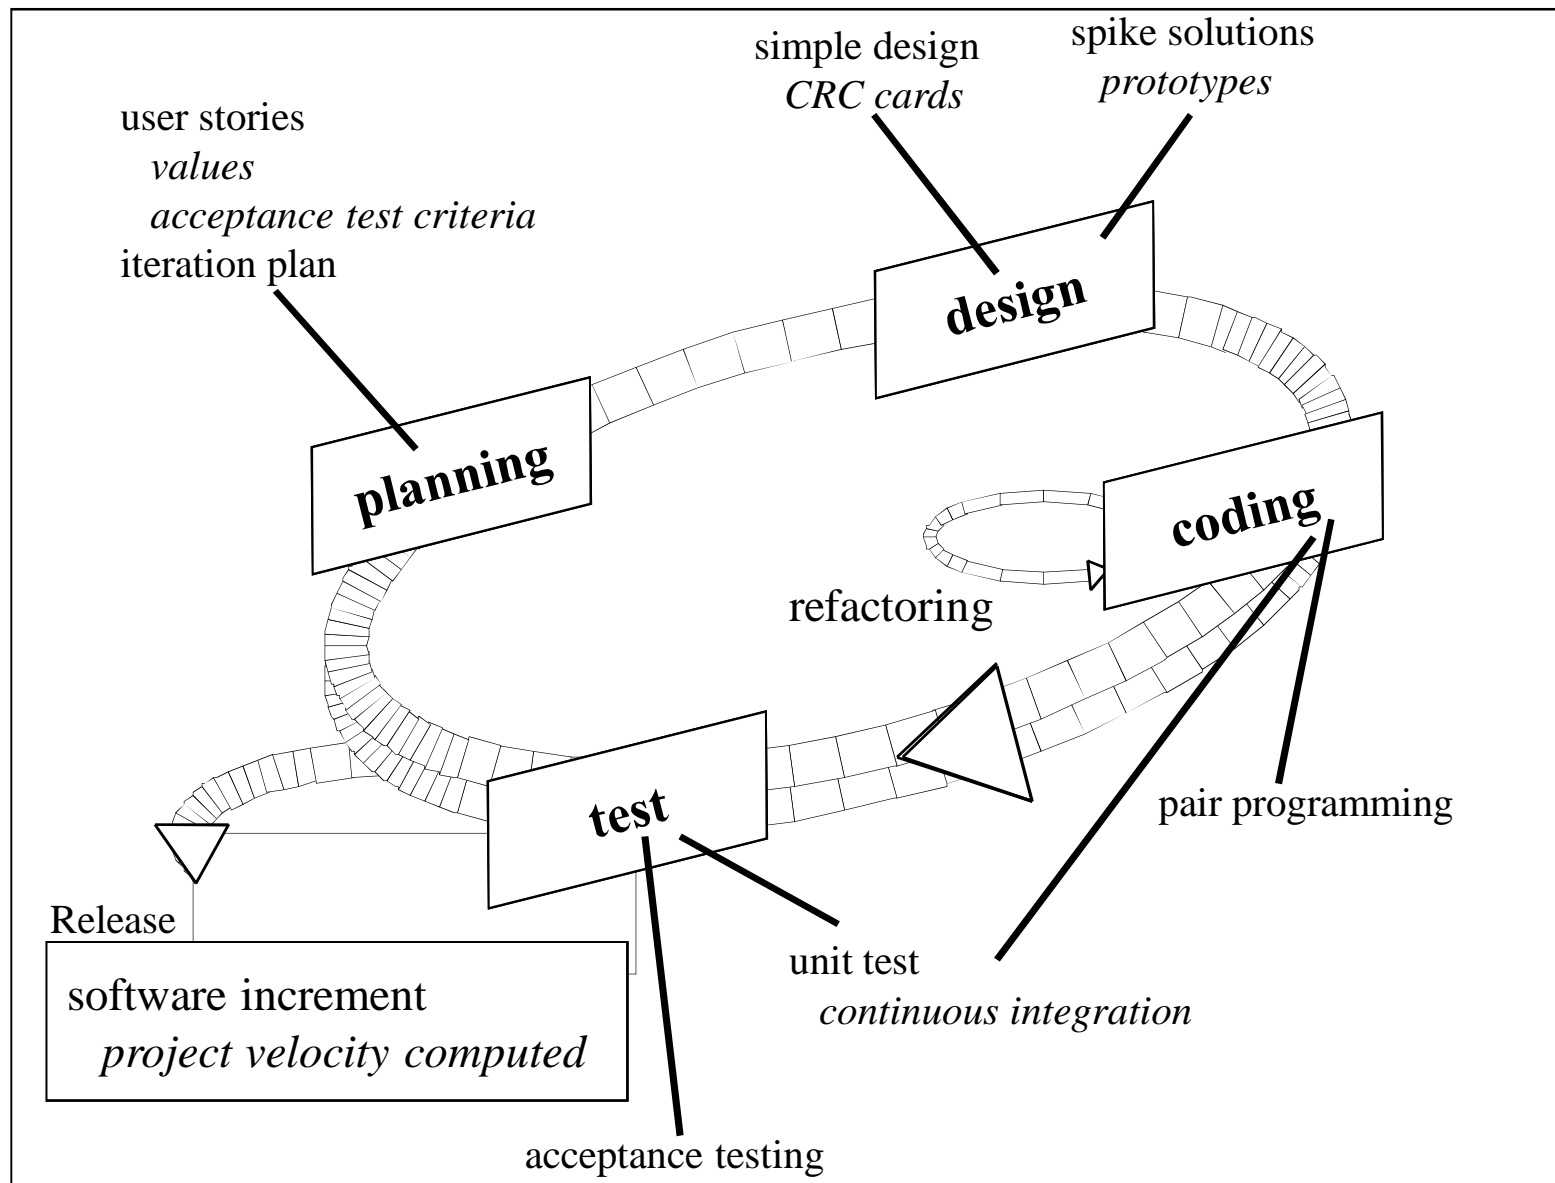 simple design
CRC cards
spike solutions
prototypes
user stories
values
acceptance test criteria
iteration plan
design
planning
coding
refactoring
test
pair programming
Release
software increment
project velocity computed
unit test
continuous integration
acceptance testing